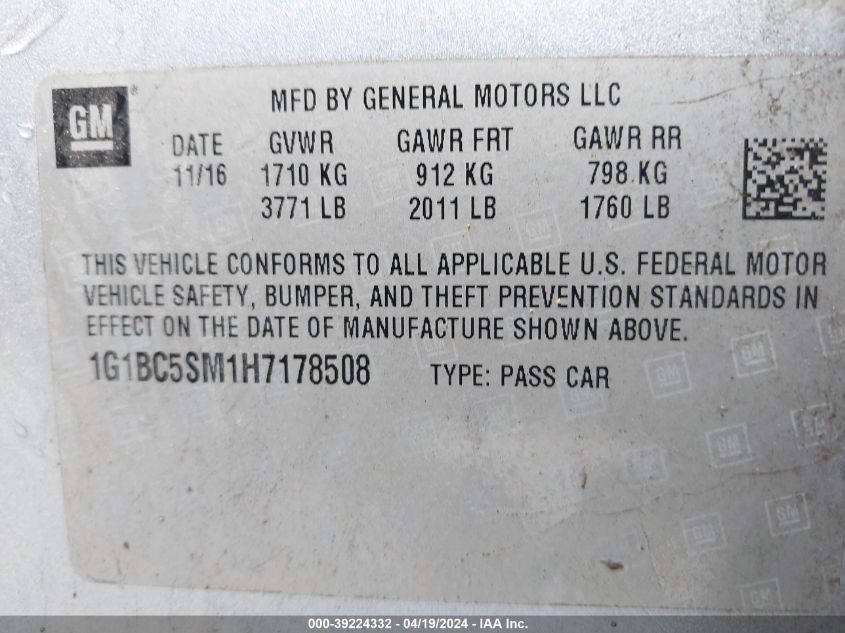 GM®
MFD BY GENERAL MOTORS LLC
DATE GVWR GAWR FRT GAWR RR
11/16 1710 KG 912 KG 798 KG
3771 LB 2011 LB 1760 LB
THIS VEHICLE CONFORMS TO ALL APPLICABLE U.S. FEDERAL MOTOR
VEHICLE SAFETY, BUMPER, AND THEFT PREVENTION STANDARDS IN
EFFECT ON THE DATE OF MANUFACTURE SHOWN ABOVE.
1G1BC5SM1H7178508 TYPE: PASS CAR
000-39224332 - 04/19/2024 - IAA Inc.